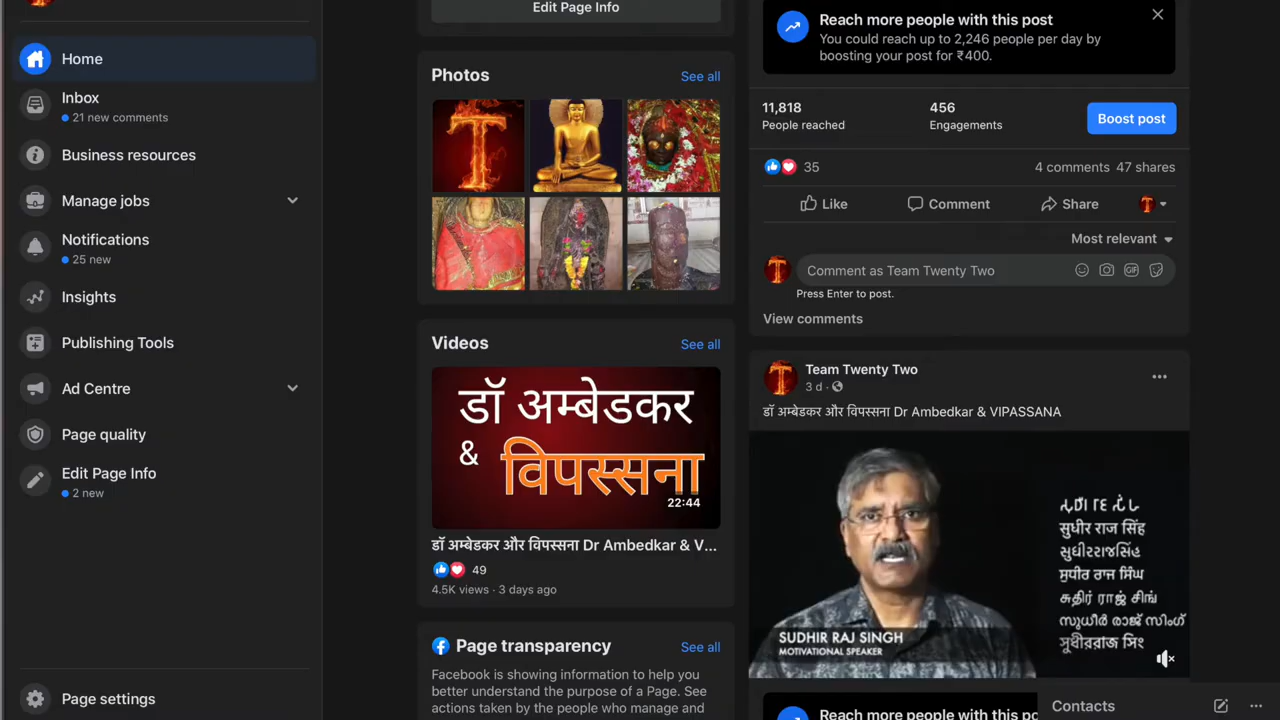 Home
Inbox
21 new comments
Business resources
Manage jobs
Notifications
25 new
Insights
Publishing Tools
Ad Centre
Page quality
Edit Page Info
2 new
Page settings
Edit Page Info
Photos
See all
Videos
See all
डॉ अम्बेडकर
&
विपस्सना
22:44
डॉ अम्बेडकर और विपस्सना Dr Ambedkar & V...
49
4.5K views · 3 days ago
Page transparency
See all
Facebook is showing information to help you
better understand the purpose of a Page. See
actions taken by the people who manage and
Reach more people with this post
You could reach up to 2,246 people per day by
boosting your post for ₹400.
11,818
People reached
456
Engagements
Boost post
35
4 comments 47 shares
Like
Comment
Share
Most relevant
Comment as Team Twenty Two
GIF
Press Enter to post.
View comments
Team Twenty Two
3 d ·
डॉ अम्बेडकर और विपस्सना Dr Ambedkar & VIPASSANA
सुधीर राज सिंह
ਸੁਧੀਰ ਰਾਜ ਸਿੰਘ
സുധീർ രാജ് സിംഗ്
SUDHIR RAJ SINGH
MOTIVATIONAL SPEAKER
Reach more people with this po
Contacts